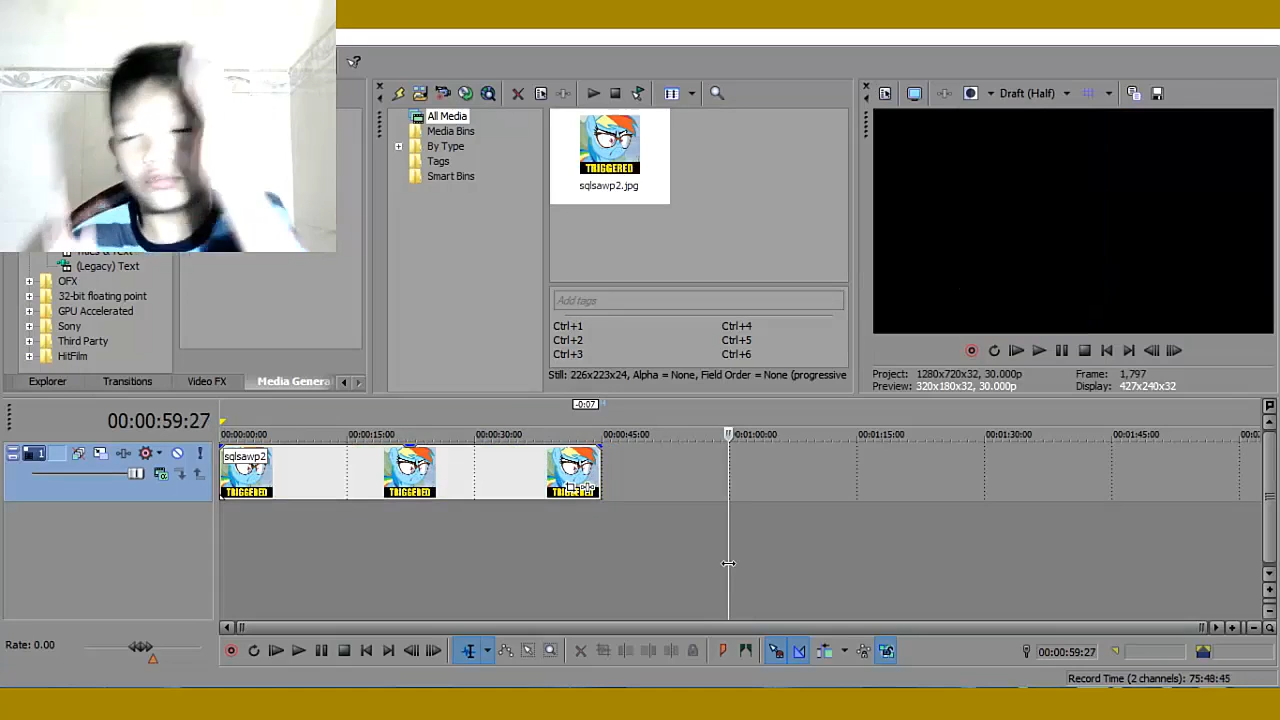 Draft (Half)
All Media
Media Bins
By Type
Tags
Smart Bins
TRIGGERED
sqlsawp2.jpg
(Legacy) Text
OFX
32-bit floating point
GPU Accelerated
Sony
Third Party
HitFilm
Add tags
Ctrl+1 Ctrl+4
Ctrl+2 Ctrl+5
Ctrl+3 Ctrl+6
Still: 226x223x24, Alpha = None, Field Order = None (progressive
Project: 1280x720x32, 30.000p Frame: 1,797
Preview: 320x180x32, 30.000p Display: 427x240x32
Explorer Transitions Video FX Media Genera
-0:07
00:00:59:27
00:00:00:00 00:00:15:00 00:00:30:00 00:00:45:00 00:01:00:00 00:01:15:00 00:01:30:00 00:01:45:00
1
sqlsawp2
TRIGGERED TRIGGERED TRIGGERED
Rate: 0.00
00:00:59:27
Record Time (2 channels): 75:48:45